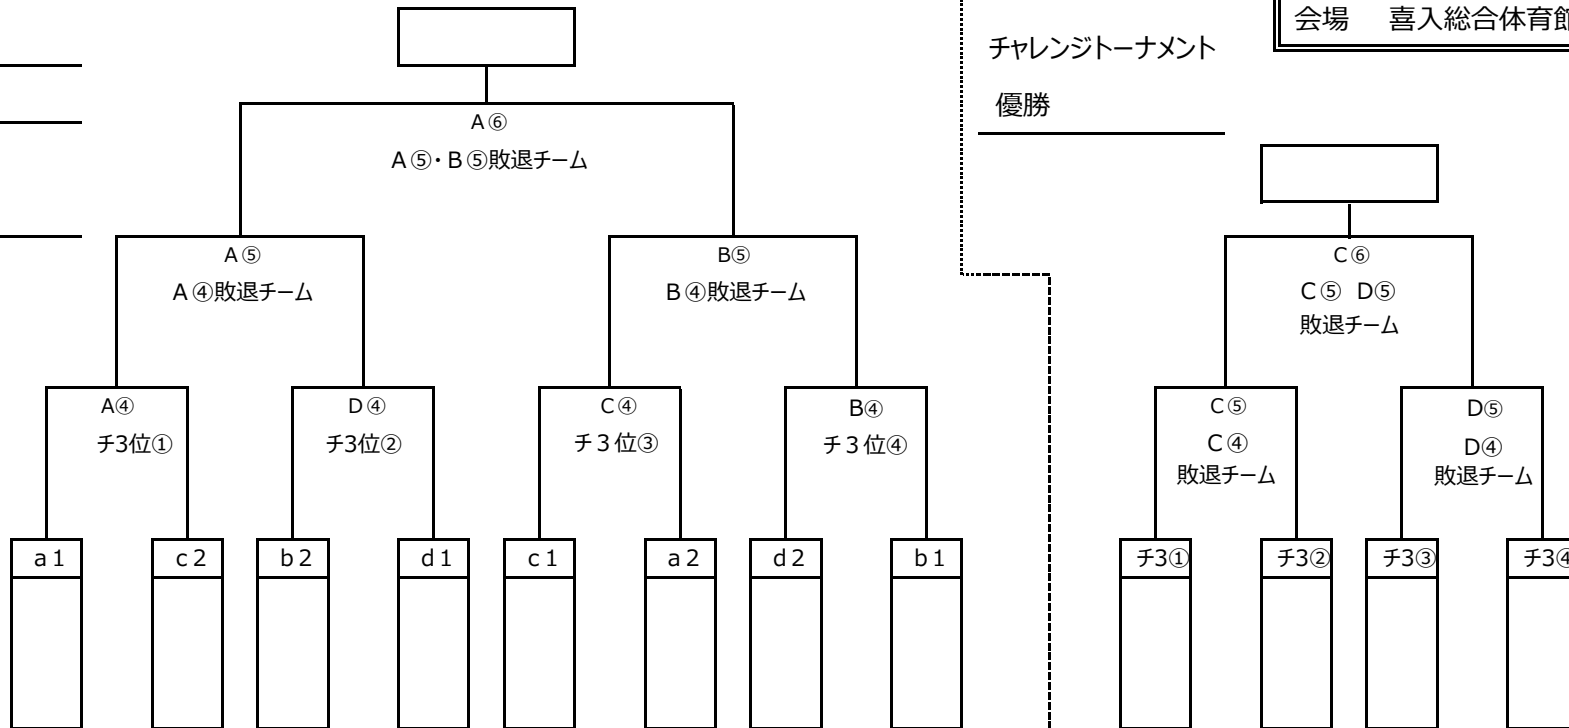 会場 喜入総合体育館
チャレンジトーナメント
優勝
A⑥
A⑤・B⑤敗退チーム
A⑤
A④敗退チーム
B⑤
B④敗退チーム
C⑥
C⑤ D⑤
敗退チーム
A④
チ3位①
D④
チ3位②
C④
チ3位③
B④
チ3位④
C⑤
C④
敗退チーム
D⑤
D④
敗退チーム
a1 c2 b2 d1 c1 a2 d2 b1 チ3① チ3② チ3③ チ3④